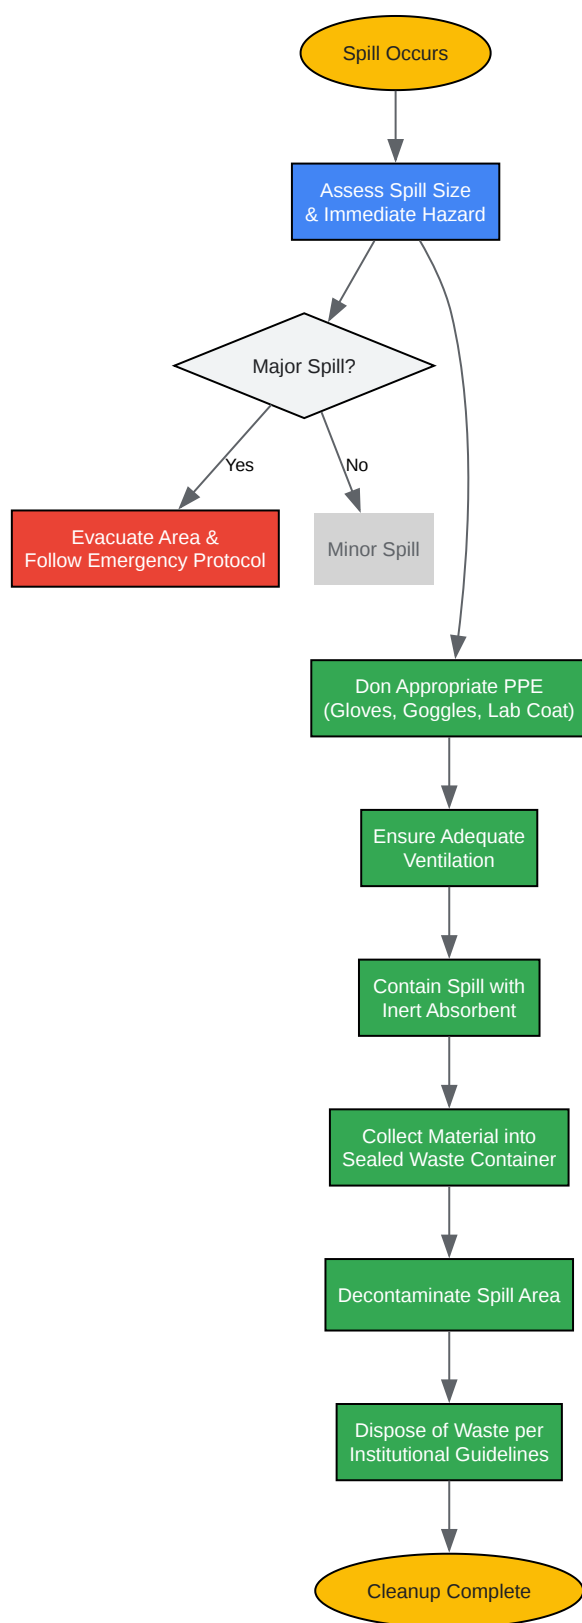 Spill Occurs
Assess Spill Size
& Immediate Hazard
Major Spill?
Yes
No
Evacuate Area &
Follow Emergency Protocol
Minor Spill
Don Appropriate PPE
(Gloves, Goggles, Lab Coat)
Ensure Adequate
Ventilation
Contain Spill with
Inert Absorbent
Collect Material into
Sealed Waste Container
Decontaminate Spill Area
Dispose of Waste per
Institutional Guidelines
Cleanup Complete